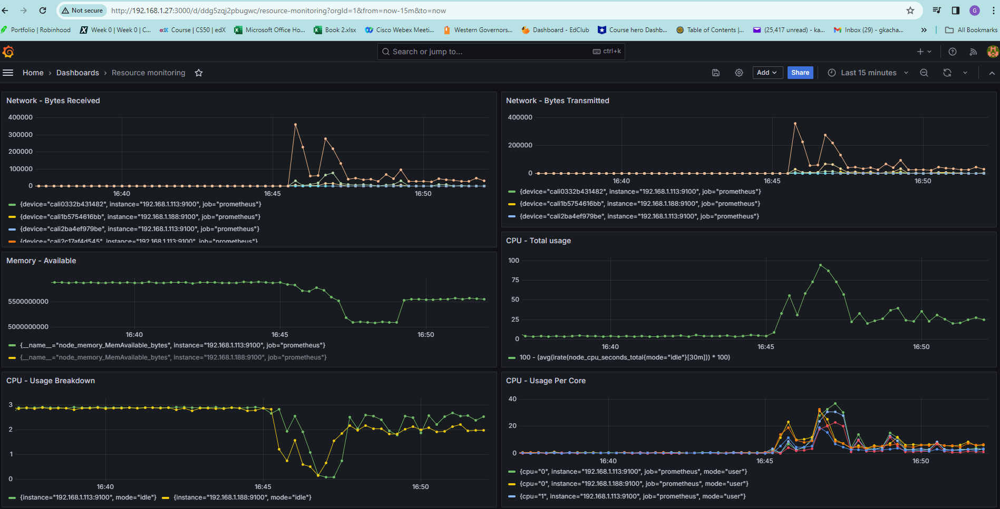 Not secure
http://192.168.1.27:3000/d/ddg5zqj2pbugwc/resource-monitoring?orgId=1&from=now-15m&to=now
G
Portfolio | Robinhood
Week 0 | Week 0 | C...
edX Course | CS50 | edX
Microsoft Office Ho...
Book 2.xlsx
Cisco Webex Meeti...
Western Governors...
Dashboard - EdClub
Course hero Dashb...
Table of Contents |...
(25,417 unread) - ka...
Inbox (29) - gkacha...
All Bookmarks
Search or jump to...
ctrl+k
Home › Dashboards › Resource monitoring
Add
Share
Last 15 minutes
Network - Bytes Received
400000
300000
200000
100000
0
16:40 16:45 16:50
{device="cali0332b431482", instance="192.168.1.113:9100", job="prometheus"}
{device="cali1b5754616bb", instance="192.168.1.188:9100", job="prometheus"}
{device="cali2ba4ef979be", instance="192.168.1.113:9100", job="prometheus"}
{device="cali2c17af4d545", instance="192.168.1.113:9100", job="prometheus"}
Network - Bytes Transmitted
400000
200000
0
16:40 16:45 16:50
{device="cali0332b431482", instance="192.168.1.113:9100", job="prometheus"}
{device="cali1b5754616bb", instance="192.168.1.188:9100", job="prometheus"}
{device="cali2ba4ef979be", instance="192.168.1.113:9100", job="prometheus"}
Memory - Available
5500000000
5000000000
16:40 16:45 16:50
{__name__="node_memory_MemAvailable_bytes", instance="192.168.1.113:9100", job="prometheus"}
{__name__="node_memory_MemAvailable_bytes", instance="192.168.1.188:9100", job="prometheus"}
CPU - Total usage
100
75
50
25
0
16:40 16:45 16:50
100 - (avg(irate(node_cpu_seconds_total{mode="idle"}[30m])) * 100)
CPU - Usage Breakdown
3
2
1
0
16:40 16:45 16:50
{instance="192.168.1.113:9100", mode="idle"} {instance="192.168.1.188:9100", mode="idle"}
CPU - Usage Per Core
40
20
0
16:40 16:45 16:50
{cpu="0", instance="192.168.1.113:9100", job="prometheus", mode="user"}
{cpu="0", instance="192.168.1.188:9100", job="prometheus", mode="user"}
{cpu="1", instance="192.168.1.113:9100", job="prometheus", mode="user"}